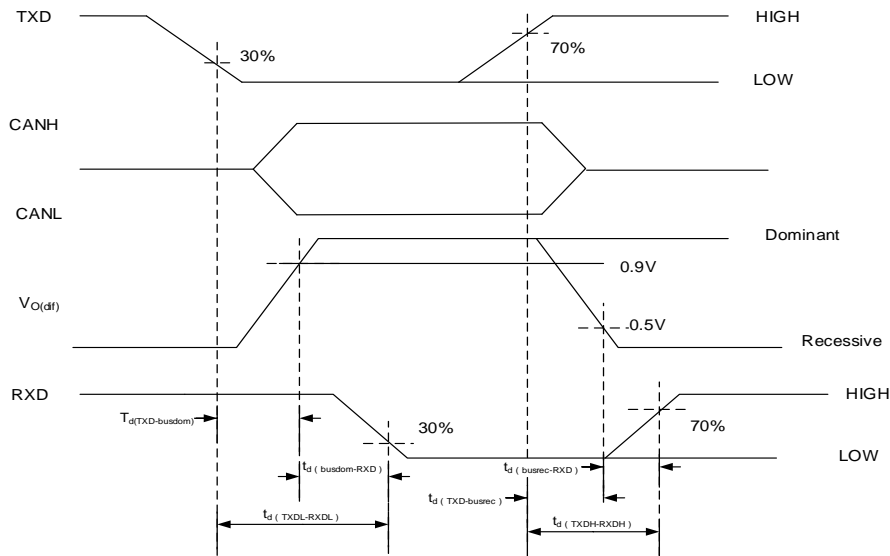 TXD
HIGH
30%
70%
LOW
CANH
CANL
Dominant
0.9V
VO(dif)
0.5V
Recessive
RXD
HIGH
Td(TXD-busdom)
30%
70%
LOW
td ( busdom-RXD )
td ( busrec-RXD )
td ( TXD-busrec )
td ( TXDL-RXDL )
td ( TXDH-RXDH )